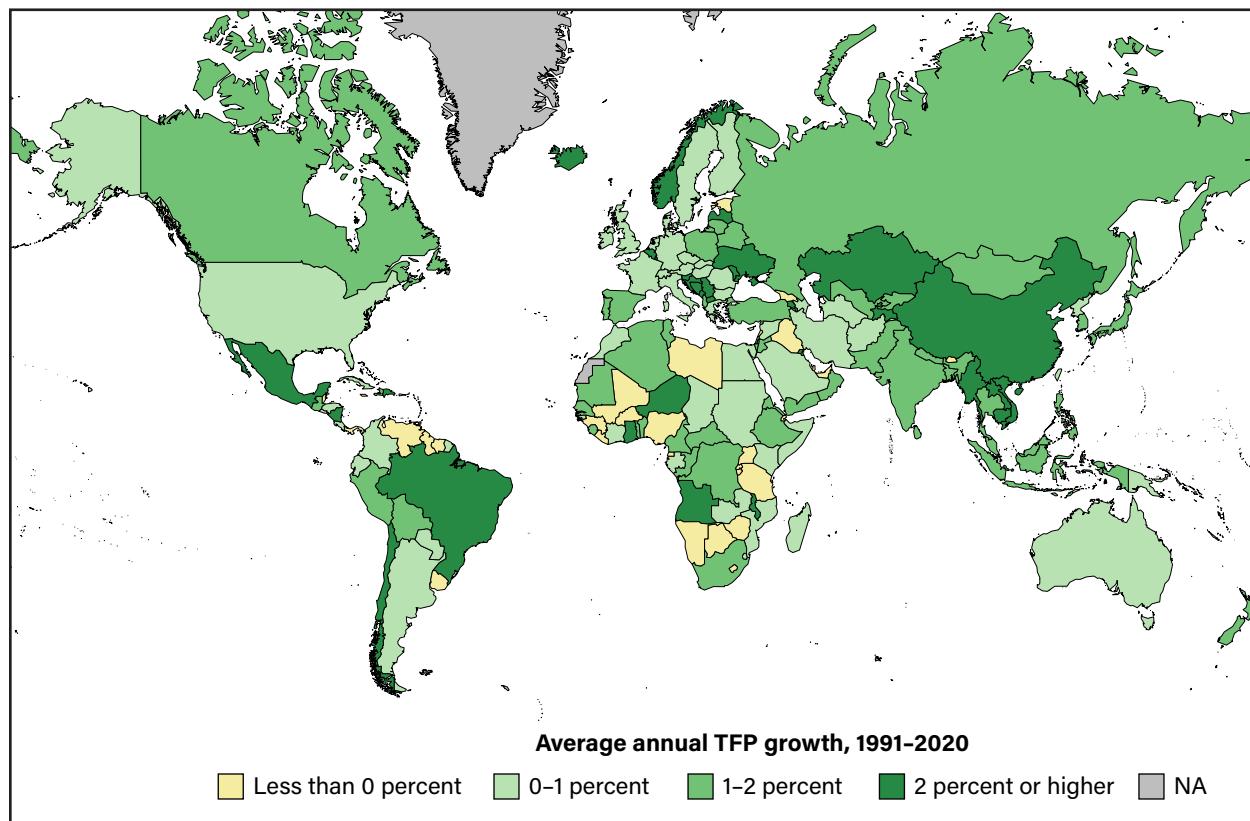 Average annual TFP growth, 1991–2020
Less than 0 percent 0–1 percent 1–2 percent 2 percent or higher NA